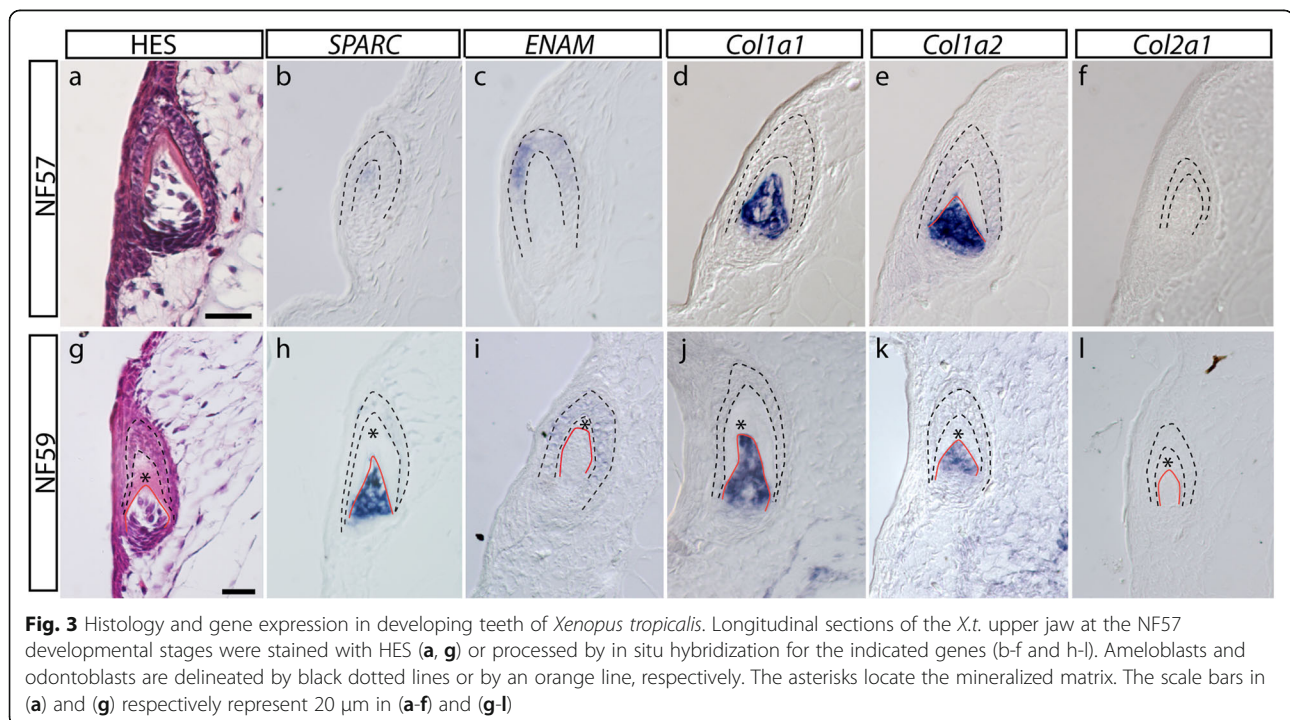 HES SPARC ENAM Col1a1 Col1a2 Col2a1
NF57
a b c d e f
NF59
g h i j k l
* * * * * *
Fig. 3 Histology and gene expression in developing teeth of Xenopus tropicalis. Longitudinal sections of the X.t. upper jaw at the NF57
developmental stages were stained with HES (a, g) or processed by in situ hybridization for the indicated genes (b-f and h-l). Ameloblasts and
odontoblasts are delineated by black dotted lines or by an orange line, respectively. The asterisks locate the mineralized matrix. The scale bars in
(a) and (g) respectively represent 20 μm in (a-f) and (g-l)